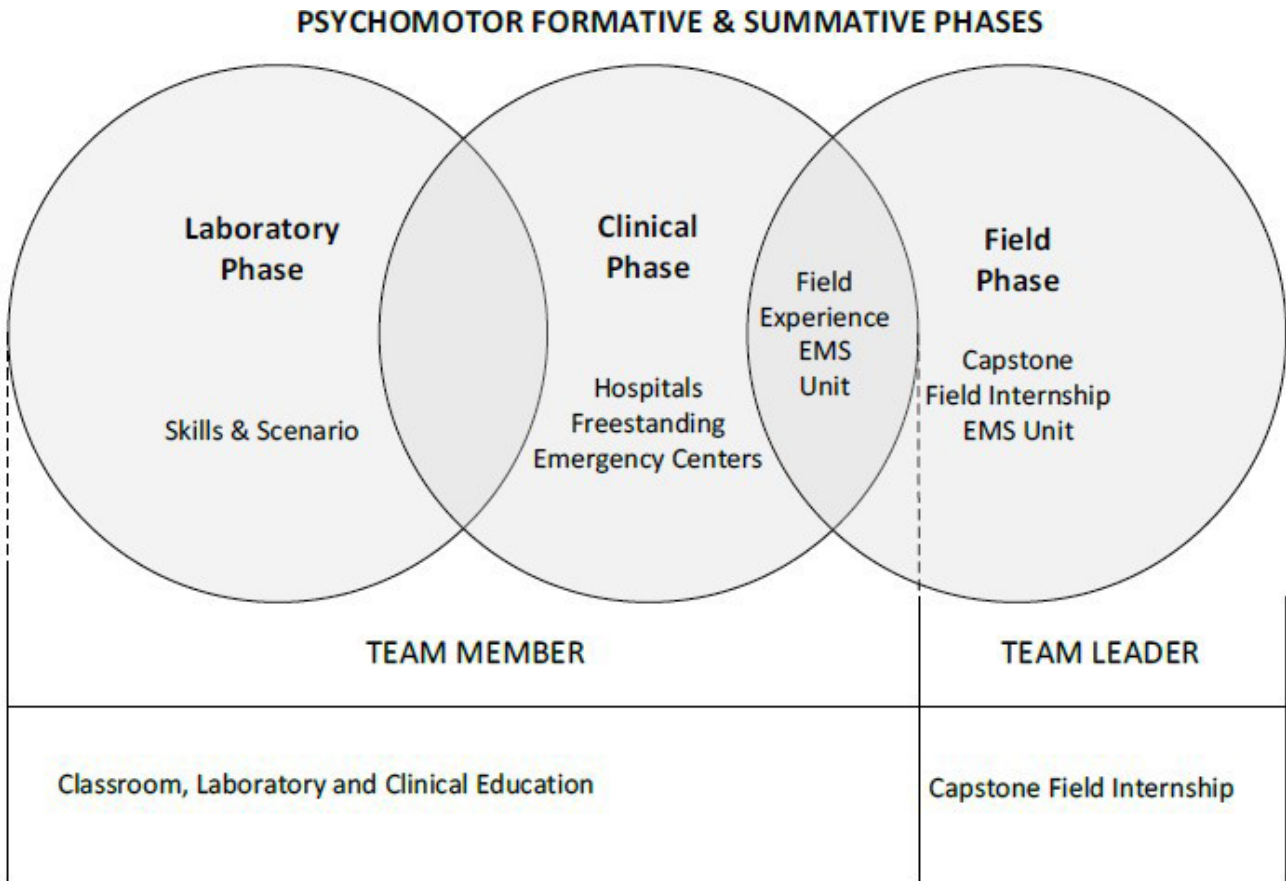 PSYCHOMOTOR FORMATIVE & SUMMATIVE PHASES
Laboratory
Phase
Skills & Scenario
Clinical
Phase
Hospitals
Freestanding
Emergency Centers
Field
Experience
EMS
Unit
Field
Phase
Capstone
Field Internship
EMS Unit
TEAM MEMBER
TEAM LEADER
Classroom, Laboratory and Clinical Education
Capstone Field Internship